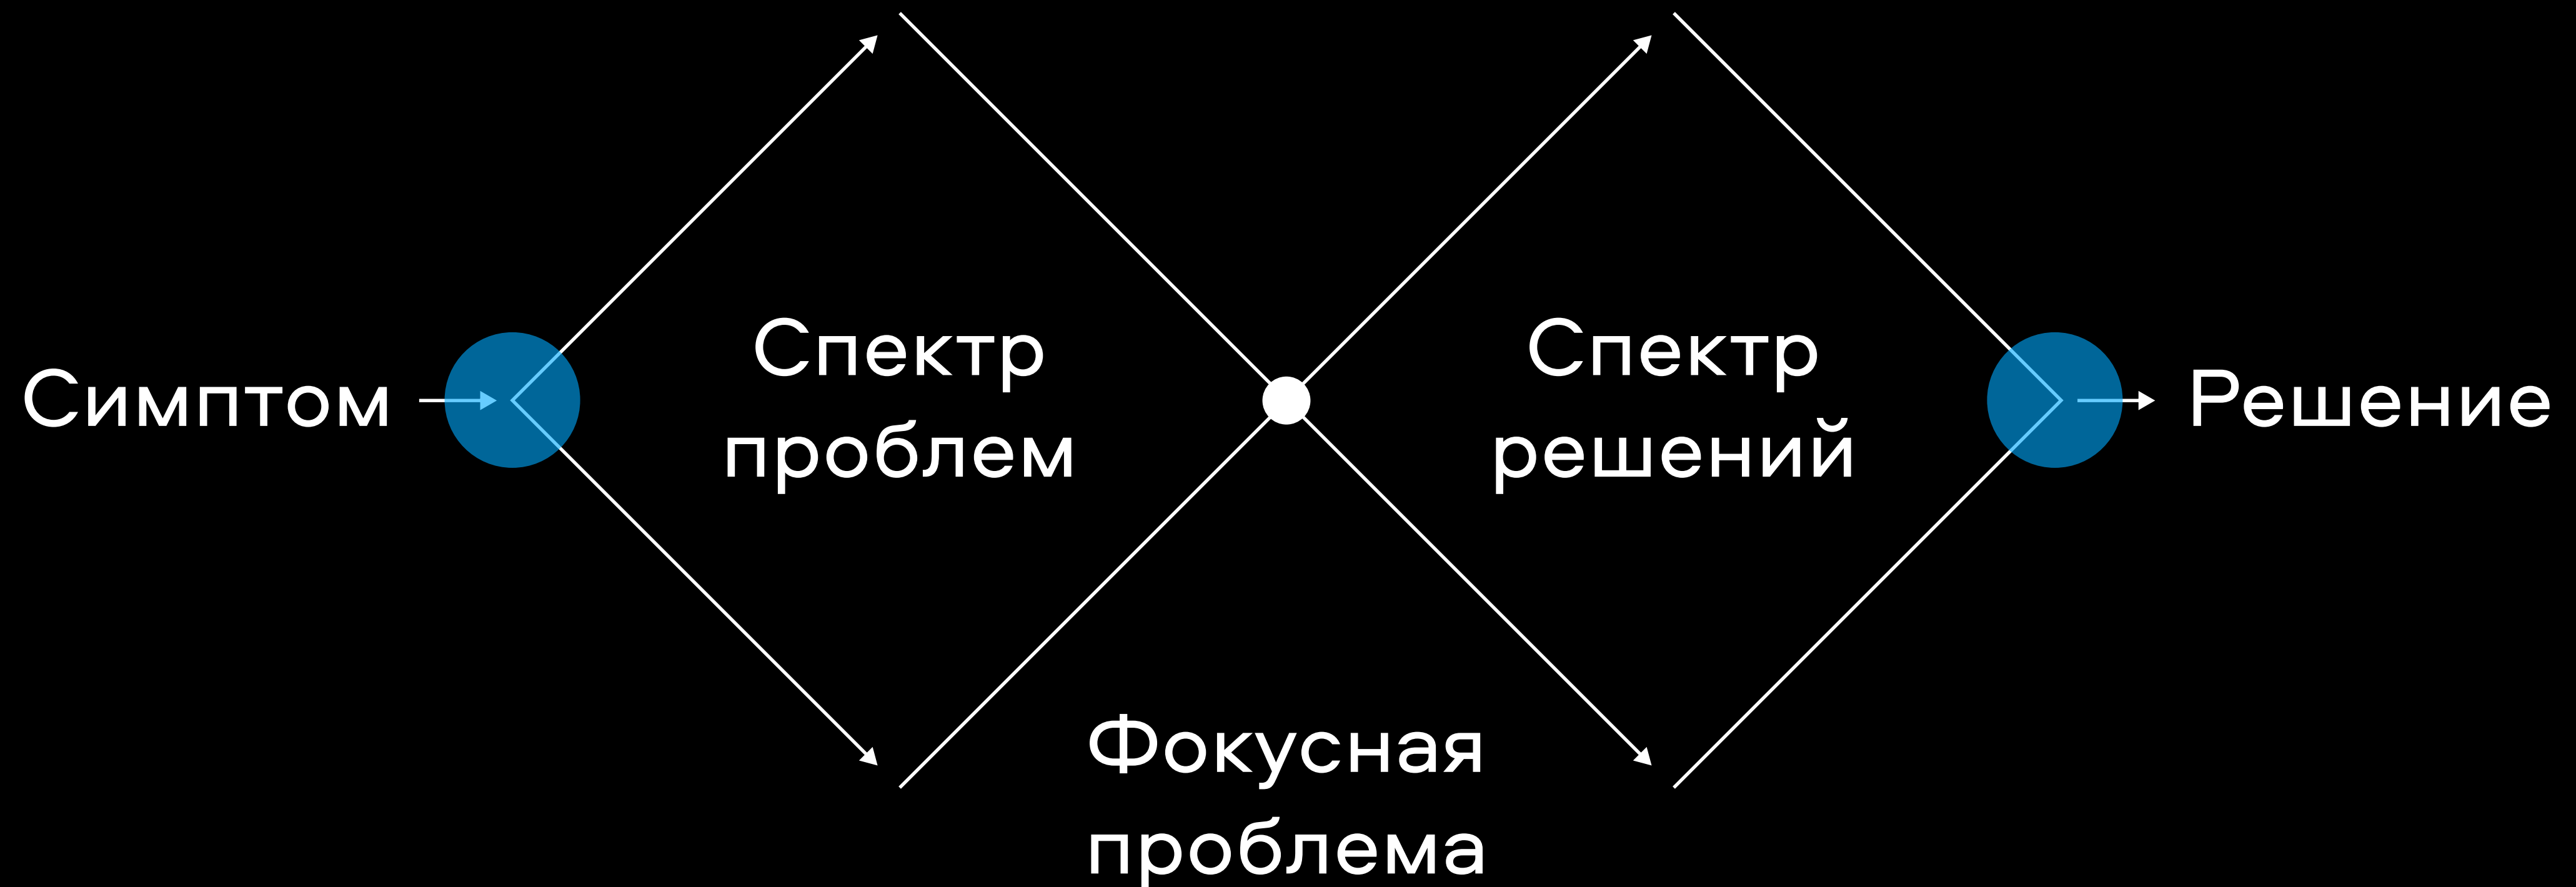 Симптом
Спектр
проблем
Фокусная
проблема
Спектр
решений
Решение